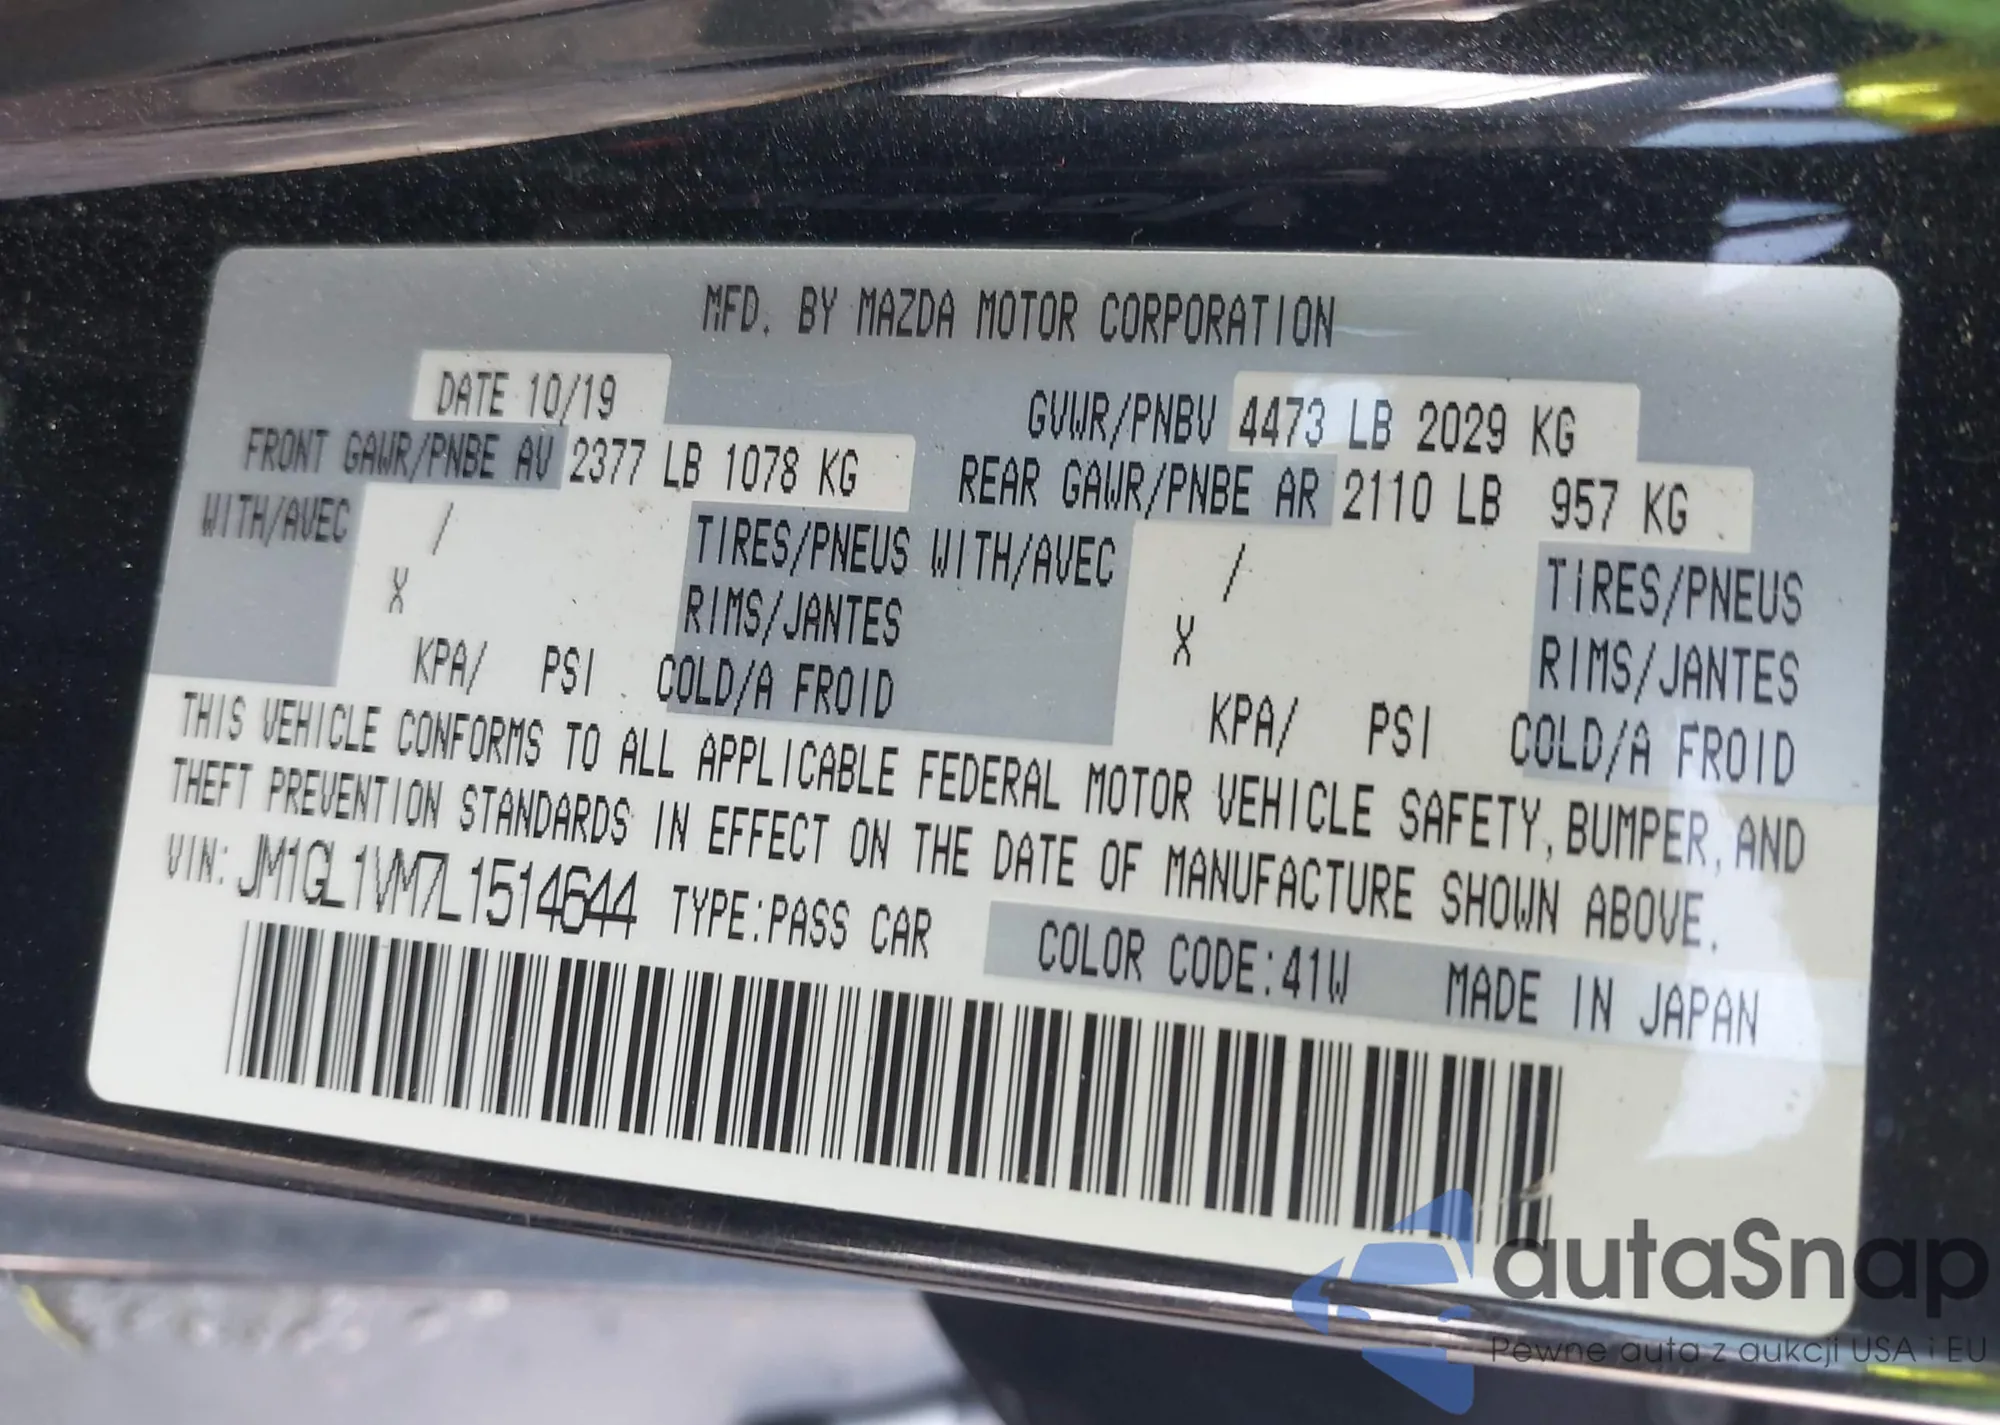 MFD. BY MAZDA MOTOR CORPORATION
DATE 10/19 GVWR/PNBV 4473 LB 2029 KG
FRONT GAWR/PNBE AV 2377 LB 1078 KG REAR GAWR/PNBE AR 2110 LB 957 KG
WITH/AVEC / TIRES/PNEUS WITH/AVEC / TIRES/PNEUS
X RIMS/JANTES X RIMS/JANTES
KPA/ PSI COLD/A FROID KPA/ PSI COLD/A FROID
THIS VEHICLE CONFORMS TO ALL APPLICABLE FEDERAL MOTOR VEHICLE SAFETY, BUMPER, AND
THEFT PREVENTION STANDARDS IN EFFECT ON THE DATE OF MANUFACTURE SHOWN ABOVE.
VIN: JM1GL1VM7L1514644 TYPE:PASS CAR COLOR CODE:41W MADE IN JAPAN
autaSnap
Pewne auta z aukcji USA i EU